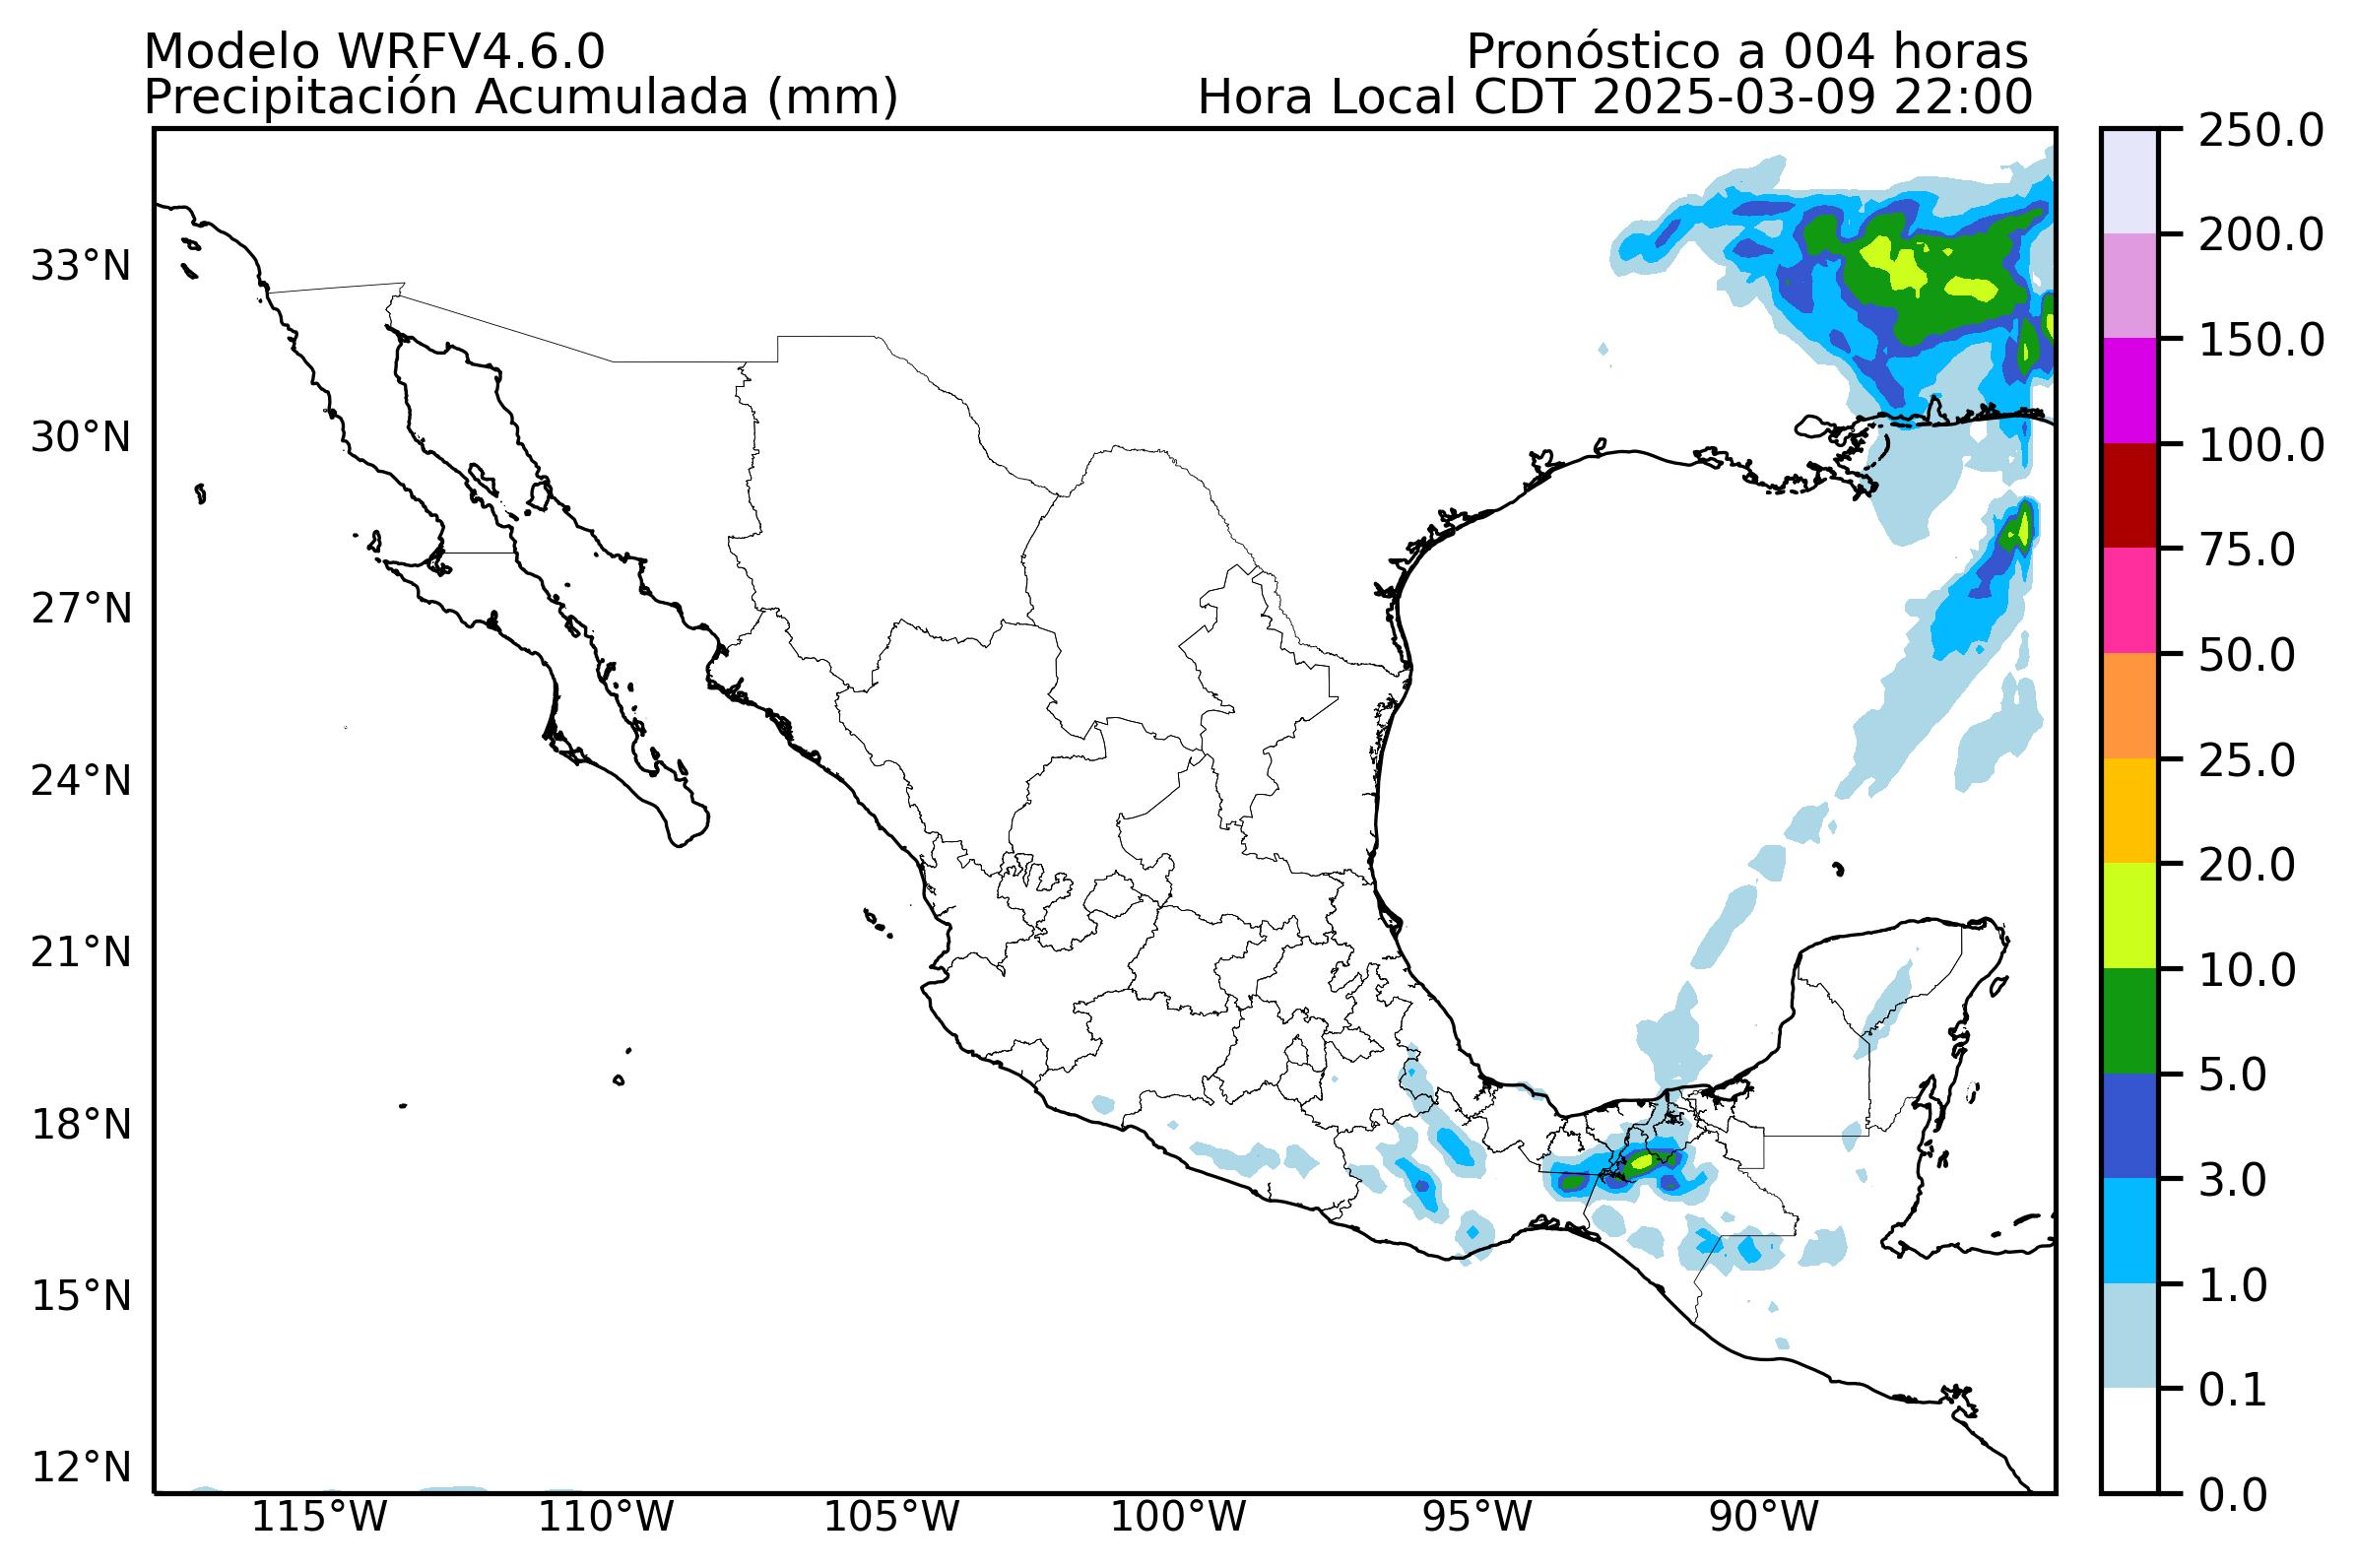 Modelo WRFV4.6.0
Pronóstico a 004 horas
Precipitación Acumulada (mm)
Hora Local CDT 2025-03-09 22:00
33°N
30°N
27°N
24°N
21°N
18°N
15°N
12°N
115°W
110°W
105°W
100°W
95°W
90°W
250.0
200.0
150.0
100.0
75.0
50.0
25.0
20.0
10.0
5.0
3.0
1.0
0.1
0.0